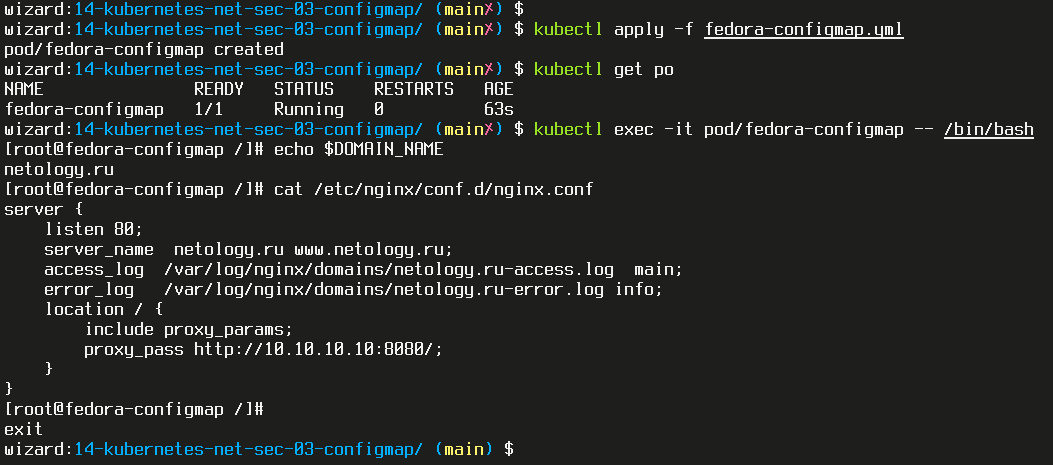 wizard:14-kubernetes-net-sec-03-configmap/ (main✗) $
wizard:14-kubernetes-net-sec-03-configmap/ (main✗) $ kubectl apply -f fedora-configmap.yml
pod/fedora-configmap created
wizard:14-kubernetes-net-sec-03-configmap/ (main✗) $ kubectl get po
NAME               READY   STATUS    RESTARTS   AGE
fedora-configmap   1/1     Running   0          63s
wizard:14-kubernetes-net-sec-03-configmap/ (main✗) $ kubectl exec -it pod/fedora-configmap -- /bin/bash
[root@fedora-configmap /]# echo $DOMAIN_NAME
netology.ru
[root@fedora-configmap /]# cat /etc/nginx/conf.d/nginx.conf
server {
    listen 80;
    server_name  netology.ru www.netology.ru;
    access_log  /var/log/nginx/domains/netology.ru-access.log  main;
    error_log   /var/log/nginx/domains/netology.ru-error.log info;
    location / {
        include proxy_params;
        proxy_pass http://10.10.10.10:8080/;
    }
}
[root@fedora-configmap /]#
exit
wizard:14-kubernetes-net-sec-03-configmap/ (main) $